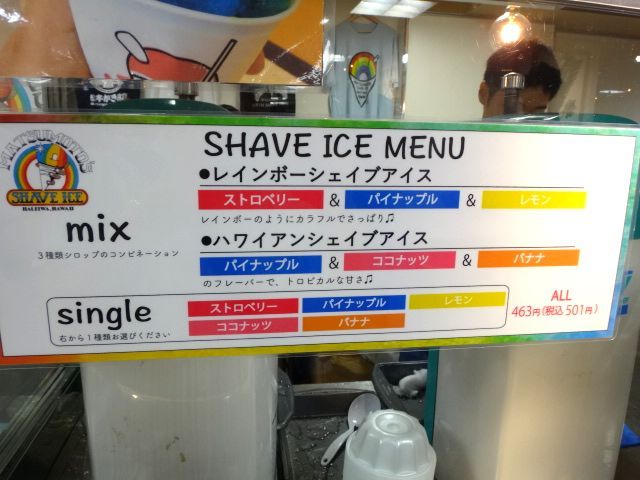 MATSUMOTO'S
SHAVE ICE
HALEIWA, HAWAII
SHAVE ICE MENU
mix
3種類シロップのコンビネーション
●レインボーシェイブアイス
ストロベリー & パイナップル & レモン
レインボーのようにカラフルでさっぱり♫
●ハワイアンシェイブアイス
パイナップル & ココナッツ & バナナ
のフレーバーで、トロピカルな甘さ♫
single
右から1種類お選びください
ストロベリー パイナップル レモン
ココナッツ バナナ
ALL
463円(税込 501円)